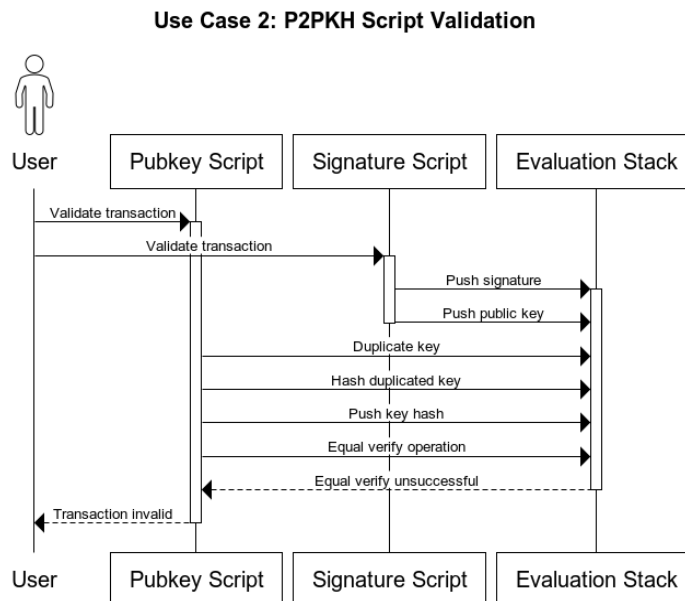 Use Case 2: P2PKH Script Validation
User
Pubkey Script
Signature Script
Evaluation Stack
Validate transaction
Validate transaction
Push signature
Push public key
Duplicate key
Hash duplicated key
Push key hash
Equal verify operation
Equal verify unsuccessful
Transaction invalid
User
Pubkey Script
Signature Script
Evaluation Stack